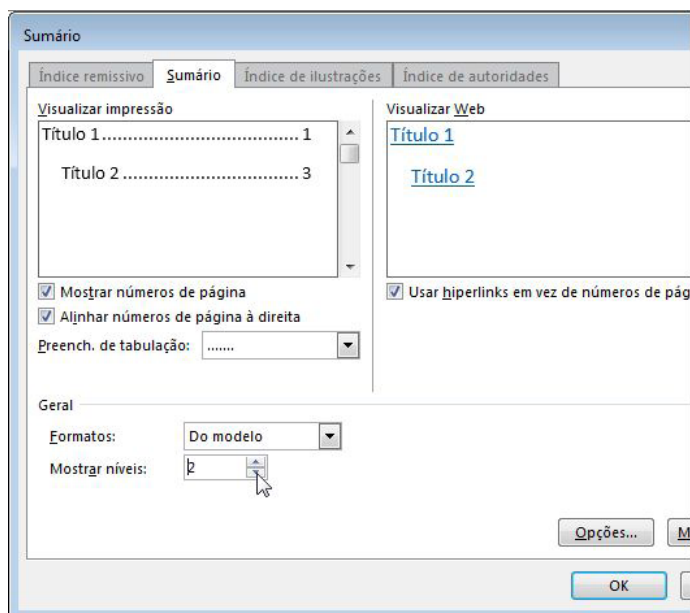 Sumário
Índice remissivo Sumário Índice de ilustrações Índice de autoridades
Visualizar impressão
Título 1..................................... 1
Título 2................................. 3
Visualizar Web
Título 1
Título 2
Mostrar números de página
Alinhar números de página à direita
Preench. de tabulação: .......
Usar hiperlinks em vez de números de pág
Geral
Formatos: Do modelo
Mostrar níveis: 2
Opções... M
OK